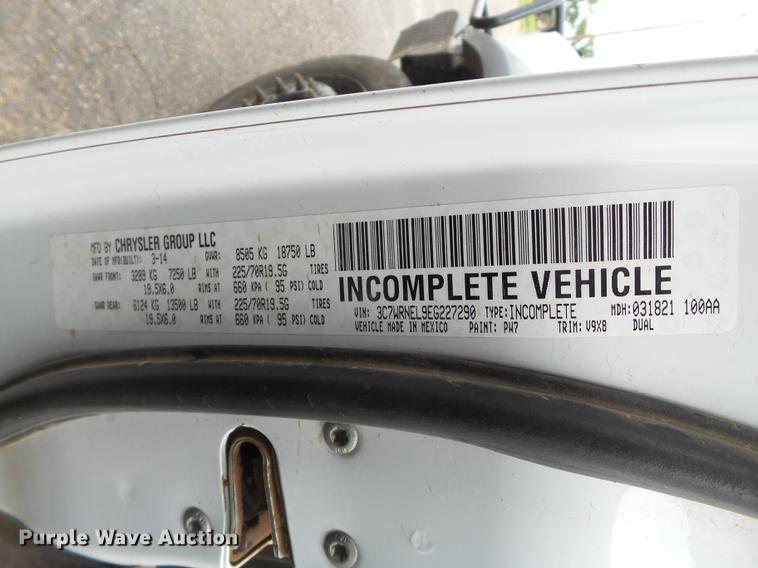 MFD BY CHRYSLER GROUP LLC
DATE OF MFR(BUILT): 3-14 GVWR: 8505 KG 18750 LB
GAWR FRONT: 3289 KG 7250 LB WITH 225/70R19.5G TIRES
19.5X6.0 RIMS AT 660 KPA ( 95 PSI) COLD
GAWR REAR: 6124 KG 13500 LB WITH 225/70R19.5G TIRES
19.5X6.0 RIMS AT 660 KPA ( 95 PSI) COLD
INCOMPLETE VEHICLE
VIN: 3C7WRNEL9EG227290 TYPE: INCOMPLETE MDH: 031821 100AA
VEHICLE MADE IN MEXICO PAINT: PW7 TRIM: V9X8 DUAL
Purple Wave Auction